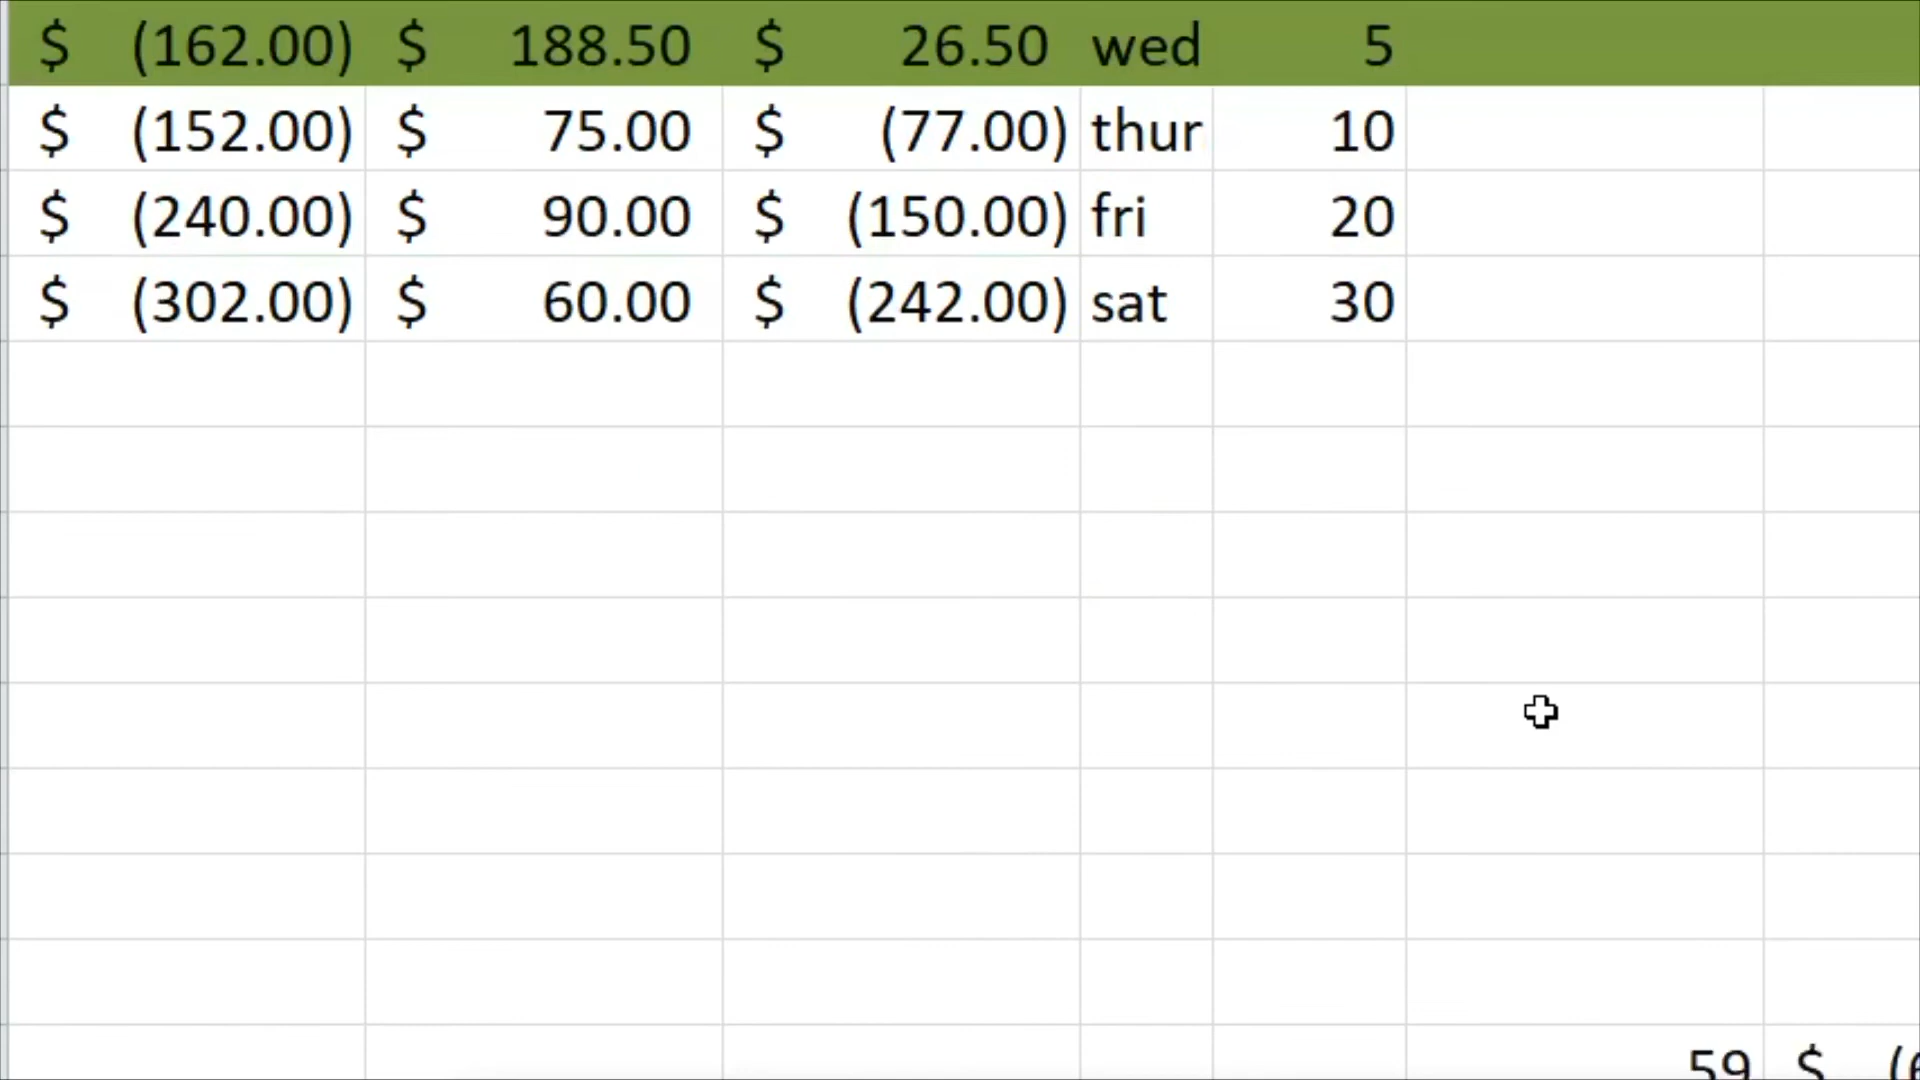 $ (162.00) $ 188.50 $ 26.50 wed 5
$ (152.00) $ 75.00 $ (77.00) thur 10
$ (240.00) $ 90.00 $ (150.00) fri 20
$ (302.00) $ 60.00 $ (242.00) sat 30
59 $